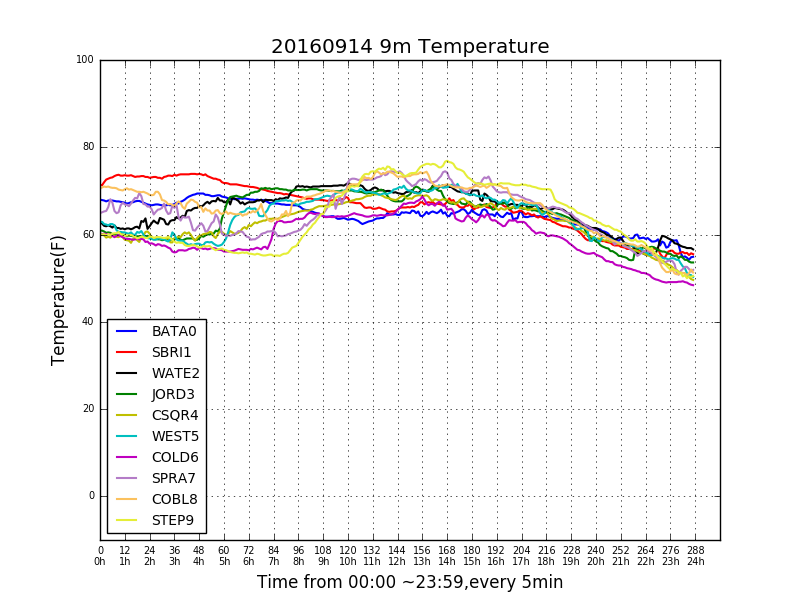 20160914 9m Temperature
100
80
60
40
20
0
Temperature(F)
BATA0
SBRI1
WATE2
JORD3
CSQR4
WEST5
COLD6
SPRA7
COBL8
STEP9
0 12 24 36 48 60 72 84 96 108 120 132 144 156 168 180 192 204 216 228 240 252 264 276 288
0h 1h 2h 3h 4h 5h 6h 7h 8h 9h 10h 11h 12h 13h 14h 15h 16h 17h 18h 19h 20h 21h 22h 23h 24h
Time from 00:00 ~23:59,every 5min